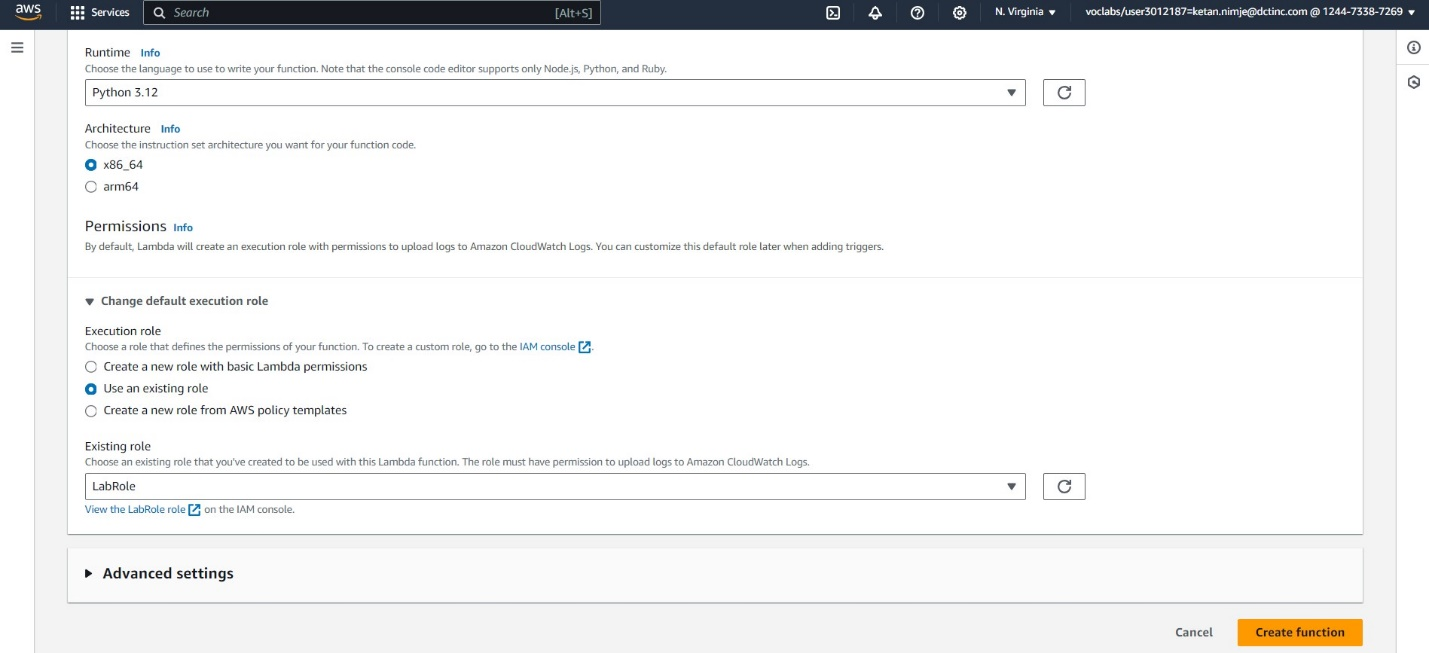 aws
Services
Search
[Alt+S]
N. Virginia
voclabs/user3012187=ketan.nimje@dctinc.com @ 1244-7338-7269
Runtime Info
Choose the language to use to write your function. Note that the console code editor supports only Node.js, Python, and Ruby.
Python 3.12
Architecture Info
Choose the instruction set architecture you want for your function code.
x86_64
arm64
Permissions Info
By default, Lambda will create an execution role with permissions to upload logs to Amazon CloudWatch Logs. You can customize this default role later when adding triggers.
Change default execution role
Execution role
Choose a role that defines the permissions of your function. To create a custom role, go to the IAM console.
Create a new role with basic Lambda permissions
Use an existing role
Create a new role from AWS policy templates
Existing role
Choose an existing role that you've created to be used with this Lambda function. The role must have permission to upload logs to Amazon CloudWatch Logs.
LabRole
View the LabRole role on the IAM console.
Advanced settings
Cancel
Create function